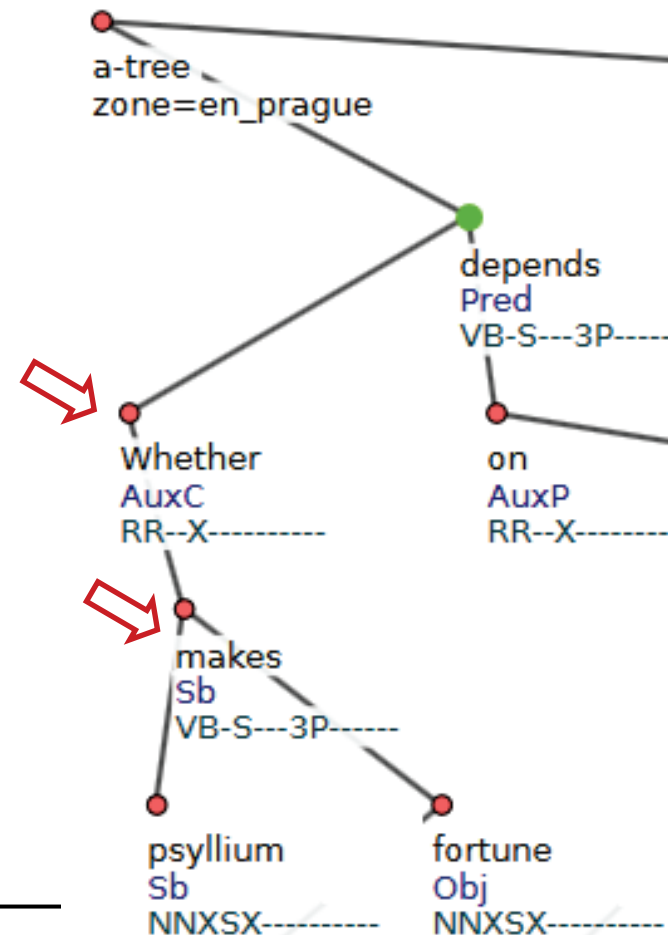 a-tree
zone=en_prague
depends
Pred
VB-S---3P-----
Whether
AuxC
RR--X----------
on
AuxP
RR--X--------
makes
Sb
VB-S---3P------
psyllium
Sb
NNXSX----------
fortune
Obj
NNXSX----------